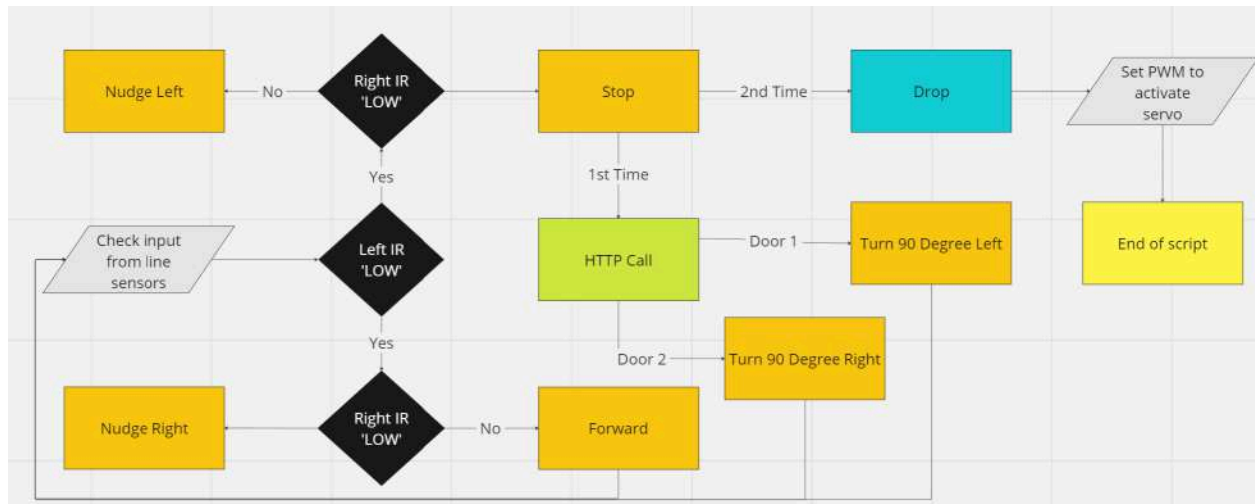 Nudge Left
No
Right IR
'LOW'
Stop
2nd Time
Drop
Set PWM to
activate
servo
Yes
1st Time
Check input
from line
sensors
Left IR
'LOW'
HTTP Call
Door 1
Turn 90 Degree Left
End of script
Yes
Door 2
Turn 90 Degree Right
Nudge Right
Right IR
'LOW'
No
Forward